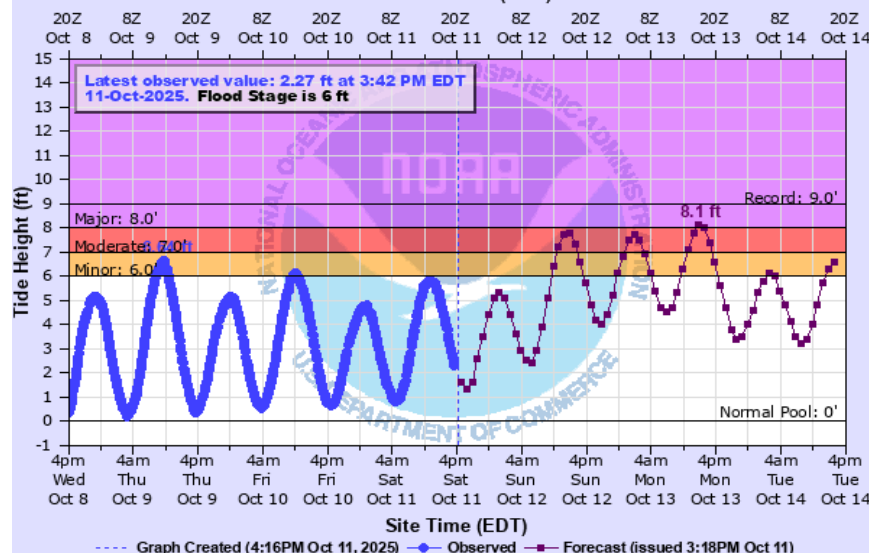 20Z 8Z 20Z 8Z 20Z 8Z 20Z 8Z 20Z 8Z 20Z 8Z 20Z
Oct 8 Oct 9 Oct 9 Oct 10 Oct 10 Oct 11 Oct 11 Oct 12 Oct 12 Oct 13 Oct 13 Oct 14 Oct 14
15
Latest observed value: 2.27 ft at 3:42 PM EDT
11-Oct-2025. Flood Stage is 6 ft
14
13
12
11
10
NOAA
NATIONAL OCEANIC ATMOSPHERIC ADMINISTRATION
U.S. DEPARTMENT OF COMMERCE
Tide Height (ft)
Record: 9.0'
9
8.1 ft
Major: 8.0'
8
Moderate: 7.0'
7
Minor: 6.0'
6
5
4
3
2
1
Normal Pool: 0'
0
-1
4pm 4am 4pm 4am 4pm 4am 4pm 4am 4pm 4am 4pm 4am 4pm
Wed Thu Thu Fri Fri Sat Sat Sun Sun Mon Mon Tue Tue
Oct 8 Oct 9 Oct 9 Oct 10 Oct 10 Oct 11 Oct 11 Oct 12 Oct 12 Oct 13 Oct 13 Oct 14 Oct 14
Site Time (EDT)
Graph Created (4:16PM Oct 11, 2025) Observed Forecast (issued 3:18PM Oct 11)